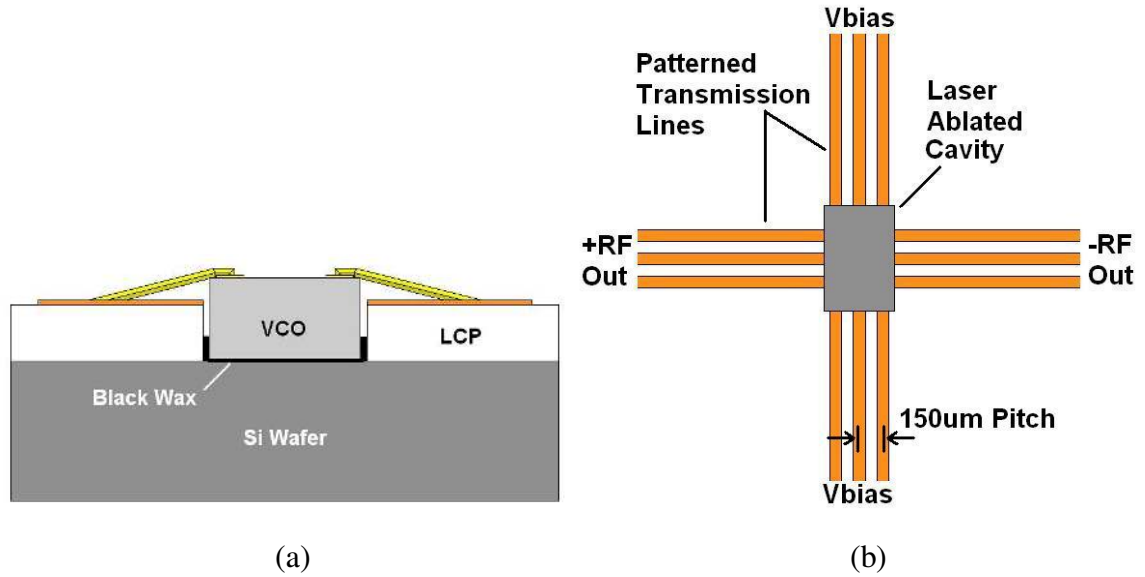 VCO
LCP
Black Wax
Si Wafer
(a)
Vbias
Patterned
Transmission
Lines
Laser
Ablated
Cavity
+RF
Out
-RF
Out
150um Pitch
Vbias
(b)